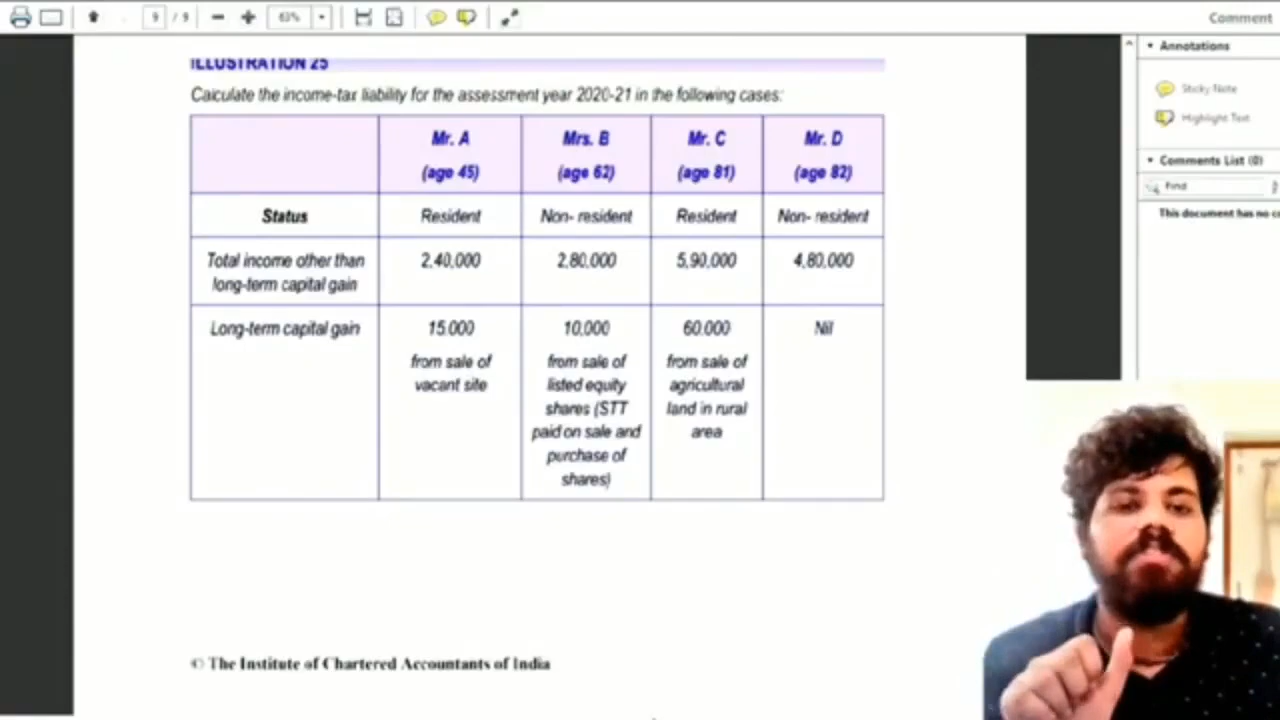 9 / 9
63%
Comment
Annotations
Sticky Note
Highlight Text
Comments List (0)
Find
This document has no co
ILLUSTRATION 25
Calculate the income-tax liability for the assessment year 2020-21 in the following cases:
Mr. A Mrs. B Mr. C Mr. D
(age 45) (age 62) (age 81) (age 82)
Status Resident Non- resident Resident Non- resident
Total income other than 2,40,000 2,80,000 5,90,000 4,80,000
long-term capital gain
Long-term capital gain 15,000 10,000 60,000 Nil
from sale of from sale of from sale of
vacant site listed equity agricultural
shares (STT land in rural
paid on sale and area
purchase of
shares)
© The Institute of Chartered Accountants of India